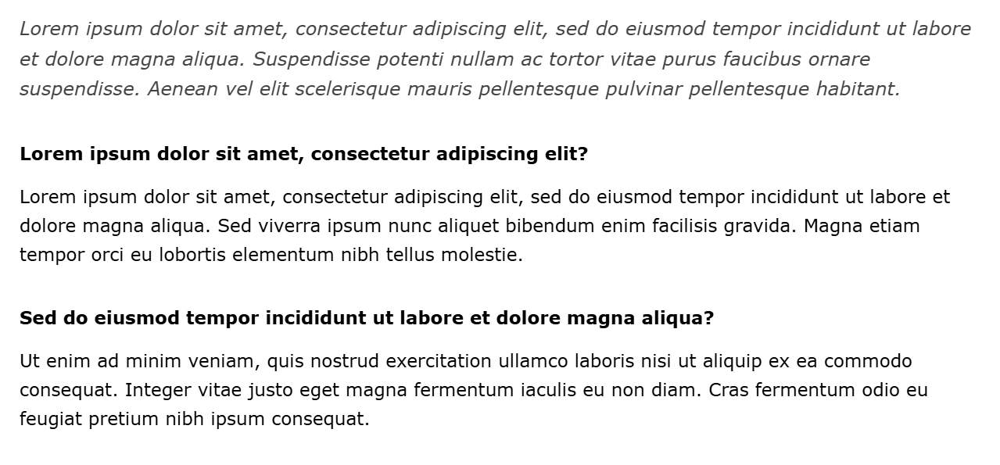 Lorem ipsum dolor sit amet, consectetur adipiscing elit, sed do eiusmod tempor incididunt ut labore
et dolore magna aliqua. Suspendisse potenti nullam ac tortor vitae purus faucibus ornare
suspendisse. Aenean vel elit scelerisque mauris pellentesque pulvinar pellentesque habitant.
Lorem ipsum dolor sit amet, consectetur adipiscing elit?
Lorem ipsum dolor sit amet, consectetur adipiscing elit, sed do eiusmod tempor incididunt ut labore et
dolore magna aliqua. Sed viverra ipsum nunc aliquet bibendum enim facilisis gravida. Magna etiam
tempor orci eu lobortis elementum nibh tellus molestie.
Sed do eiusmod tempor incididunt ut labore et dolore magna aliqua?
Ut enim ad minim veniam, quis nostrud exercitation ullamco laboris nisi ut aliquip ex ea commodo
consequat. Integer vitae justo eget magna fermentum iaculis eu non diam. Cras fermentum odio eu
feugiat pretium nibh ipsum consequat.